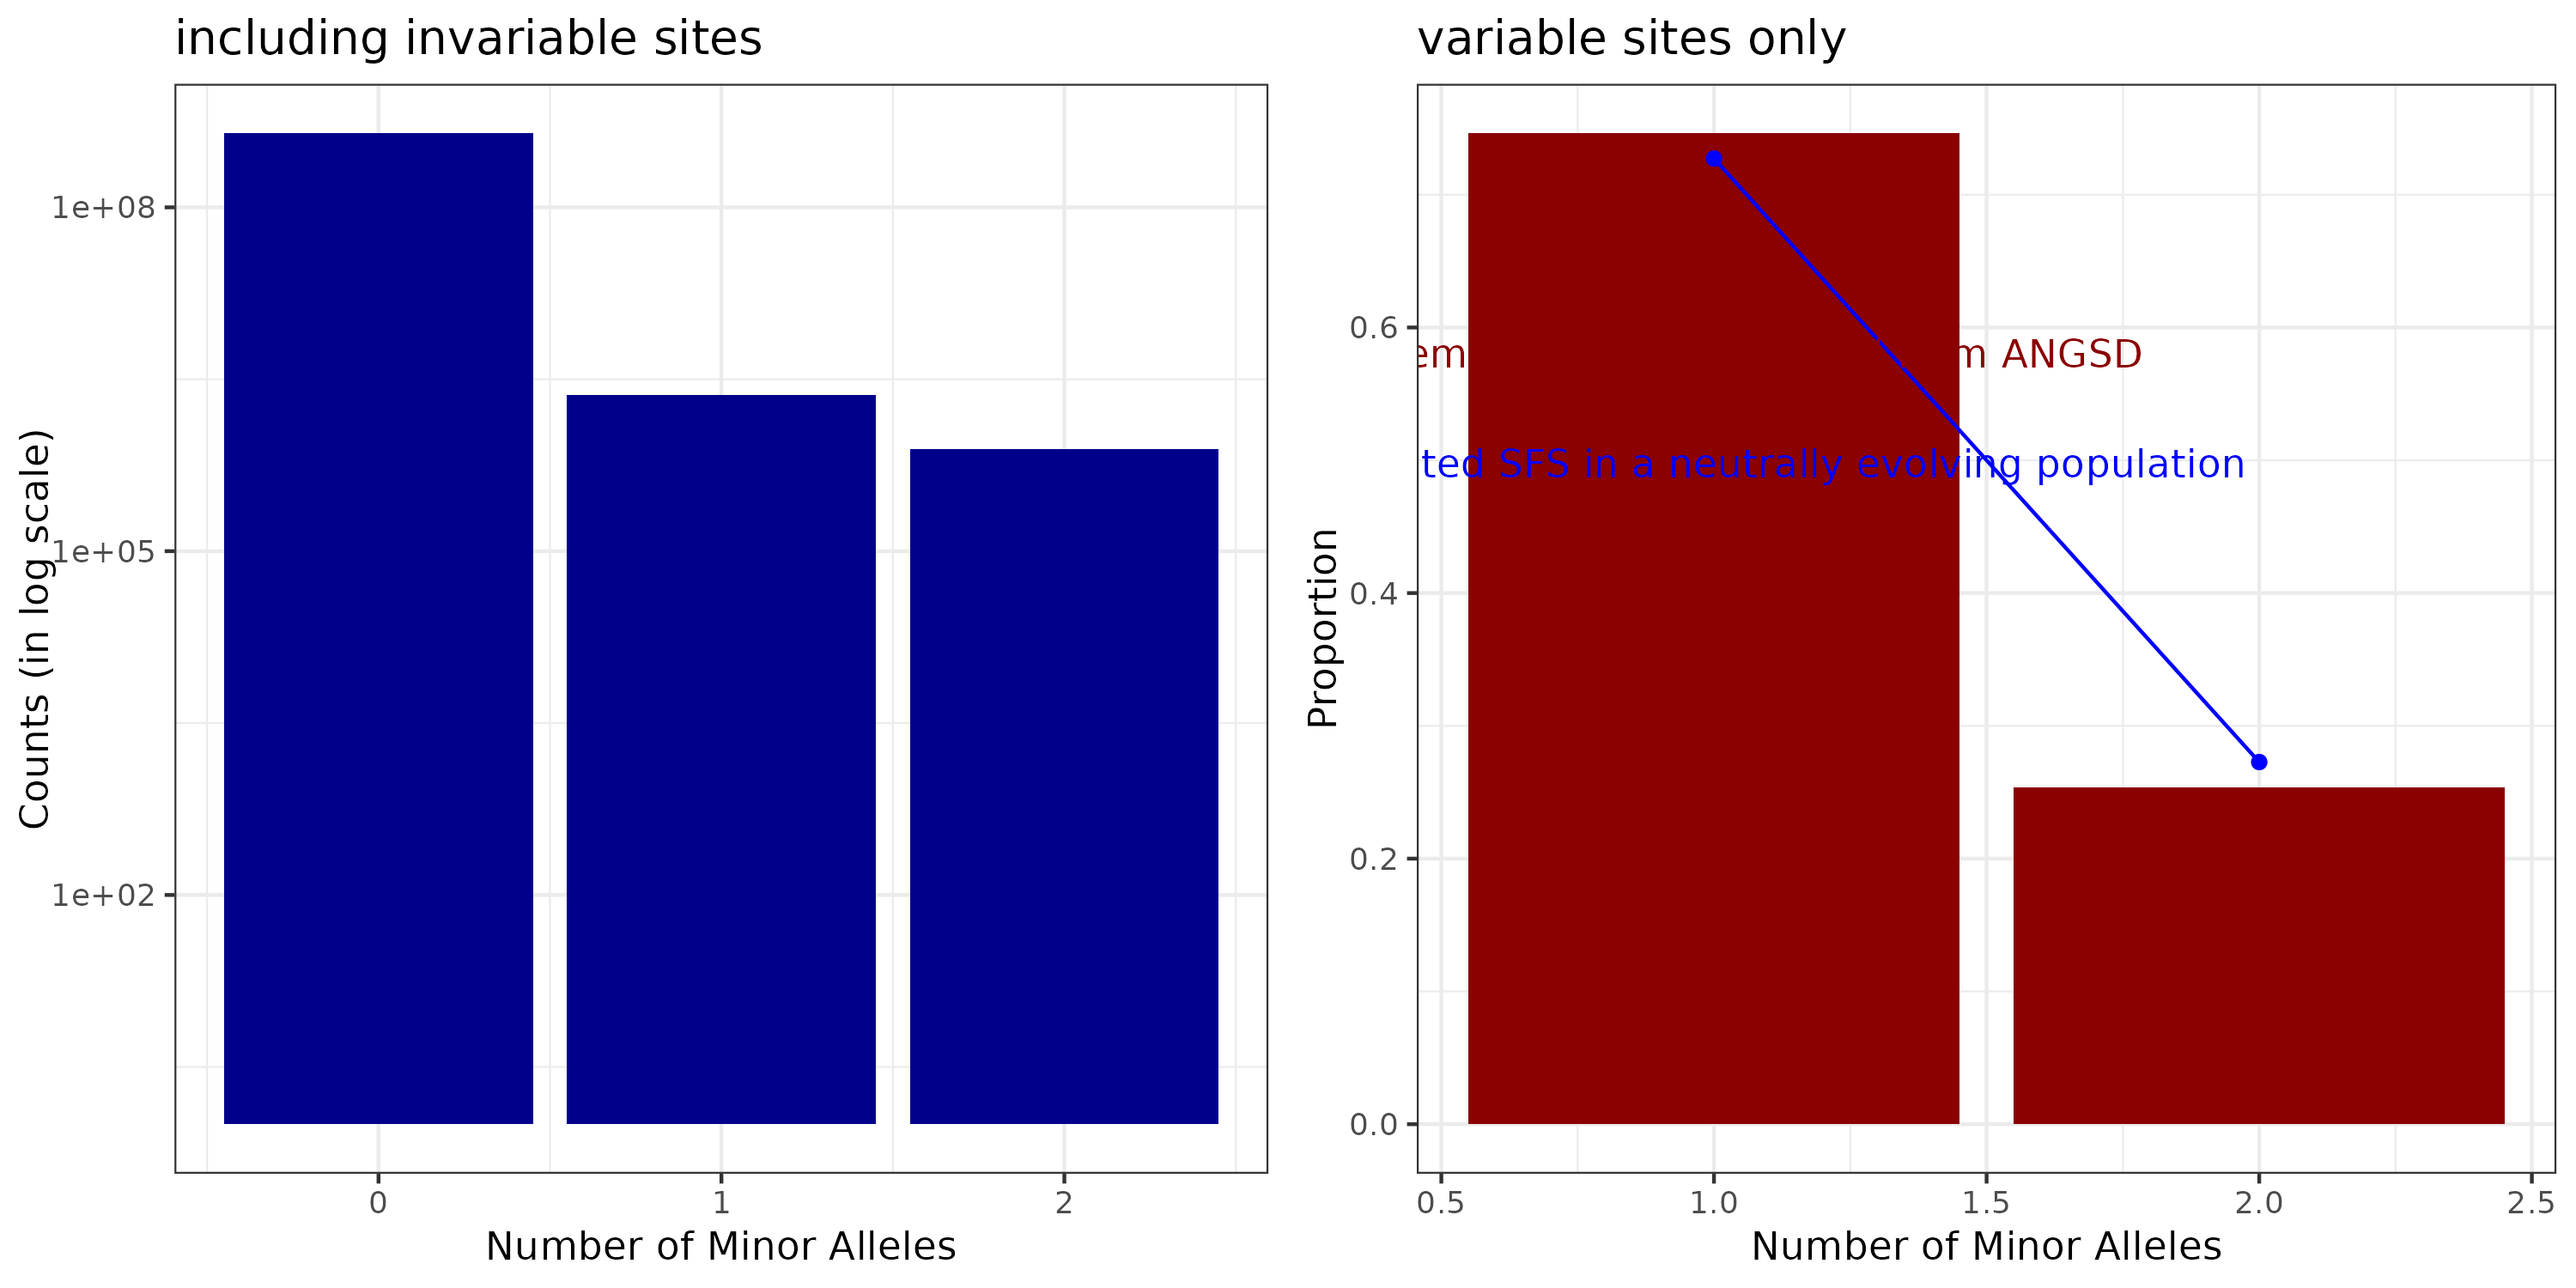 including invariable sites
Counts (in log scale)
1e+08
1e+05
1e+02
0 1 2
Number of Minor Alleles
variable sites only
Proportion
0.6
0.4
0.2
0.0
em m ANGSD
ted SFS in a neutrally evolving population
0.5 1.0 1.5 2.0 2.5
Number of Minor Alleles